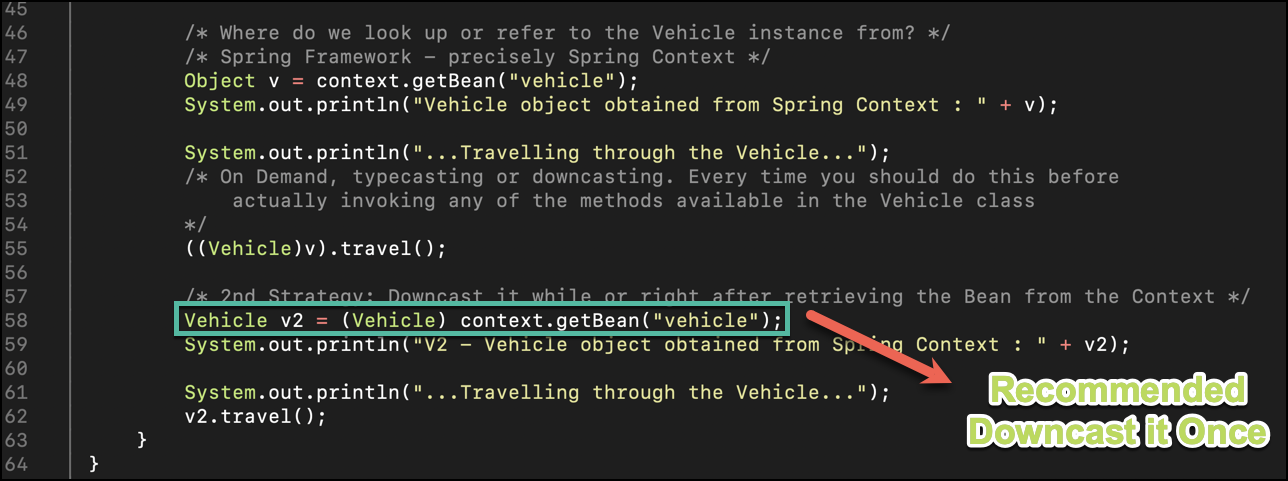 45
46 /* Where do we look up or refer to the Vehicle instance from? */
47 /* Spring Framework – precisely Spring Context */
48 Object v = context.getBean("vehicle");
49 System.out.println("Vehicle object obtained from Spring Context : " + v);
50
51 System.out.println("...Travelling through the Vehicle...");
52 /* On Demand, typecasting or downcasting. Every time you should do this before
53 actually invoking any of the methods available in the Vehicle class
54 */
55 ((Vehicle)v).travel();
56
57 /* 2nd Strategy: Downcast it while or right after retrieving the Bean from the Context */
58 Vehicle v2 = (Vehicle) context.getBean("vehicle");
59 System.out.println("V2 – Vehicle object obtained from Spring Context : " + v2);
60
61 System.out.println("...Travelling through the Vehicle...");
62 v2.travel();
63 }
64 }
Recommended
Downcast it Once